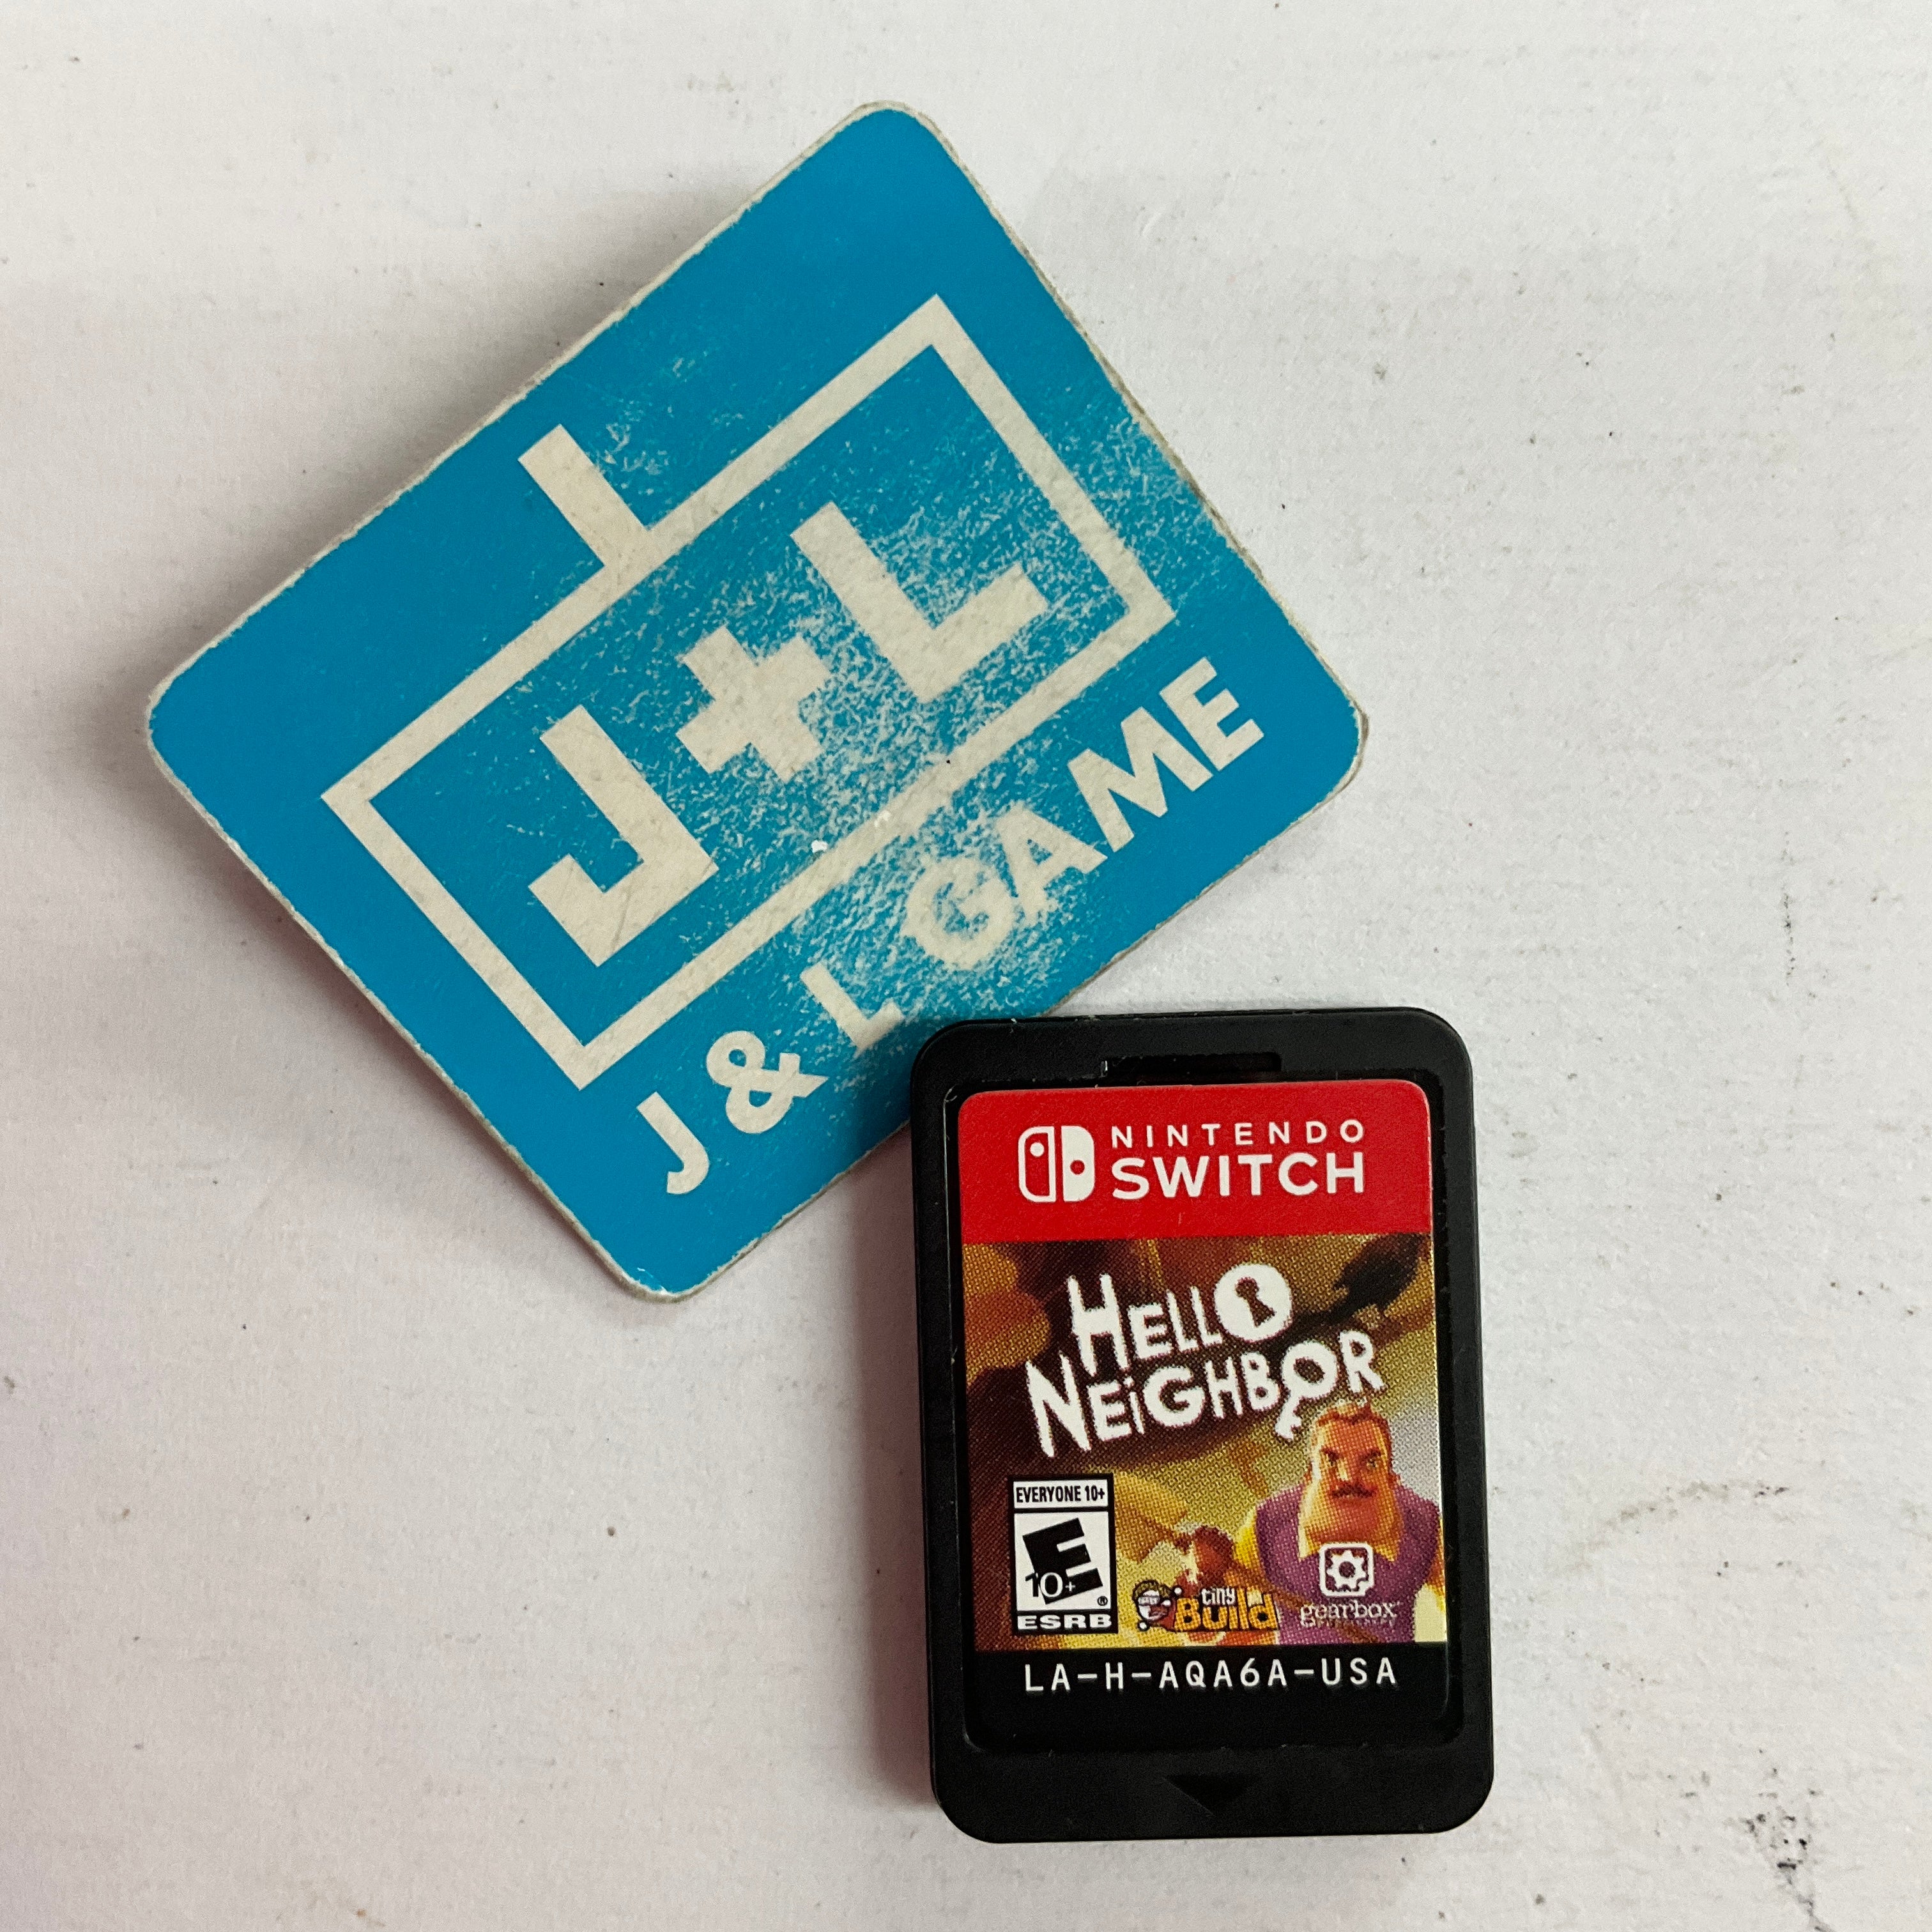 J+L
J & L GAME
NINTENDO
SWITCH
HELLO
NEiGHBOR
EVERYONE 10+
E
10+
®
ESRB
tiny
Build
gearbox
LA-H-AQA6A-USA